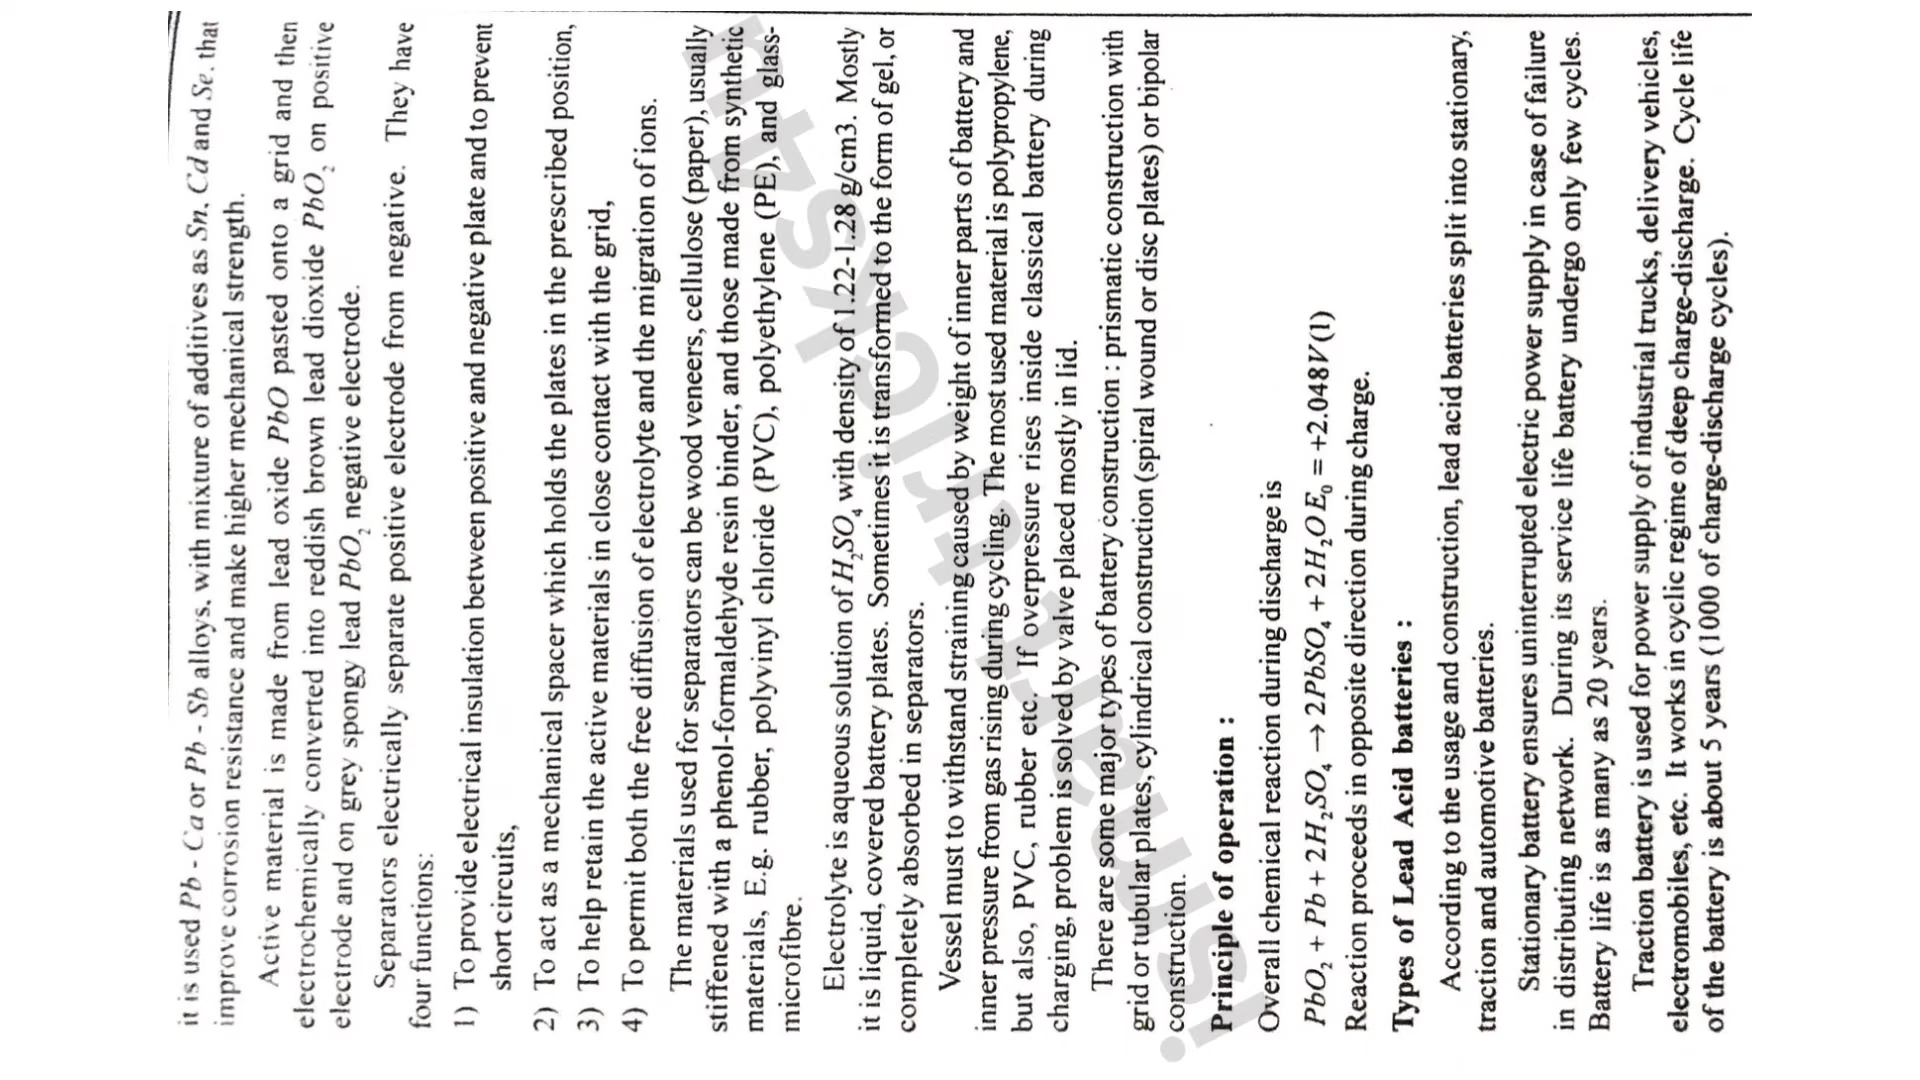 it is used Pb - Ca or Pb - Sb alloys, with mixture of additives as Sn, Cd and Se. that
improve corrosion resistance and make higher mechanical strength.
Active material is made from lead oxide PbO pasted onto a grid and then
electrochemically converted into reddish brown lead dioxide PbO₂ on positive
electrode and on grey spongy lead PbO₂ negative electrode.
Separators electrically separate positive electrode from negative. They have
four functions:
1) To provide electrical insulation between positive and negative plate and to prevent
short circuits,
2) To act as a mechanical spacer which holds the plates in the prescribed position,
3) To help retain the active materials in close contact with the grid,
4) To permit both the free diffusion of electrolyte and the migration of ions.
The materials used for separators can be wood veneers, cellulose (paper), usually
stiffened with a phenol-formaldehyde resin binder, and those made from synthetic
materials, E.g. rubber, polyvinyl chloride (PVC), polyethylene (PE), and glass-
microfibre.
Electrolyte is aqueous solution of H₂SO₄ with density of 1.22-1.28 g/cm3. Mostly
it is liquid, covered battery plates. Sometimes it is transformed to the form of gel, or
completely absorbed in separators.
Vessel must to withstand straining caused by weight of inner parts of battery and
inner pressure from gas rising during cycling. The most used material is polypropylene,
but also, PVC, rubber etc. If overpressure rises inside classical battery during
charging, problem is solved by valve placed mostly in lid.
There are some major types of battery construction : prismatic construction with
grid or tubular plates, cylindrical construction (spiral wound or disc plates) or bipolar
construction.
Principle of operation :
Overall chemical reaction during discharge is
PbO₂ + Pb + 2H₂SO₄ → 2PbSO₄ + 2H₂O E₀ = +2.048V (1)
Reaction proceeds in opposite direction during charge.
Types of Lead Acid batteries :
According to the usage and construction, lead acid batteries split into stationary,
traction and automotive batteries.
Stationary battery ensures uninterrupted electric power supply in case of failure
in distributing network. During its service life battery undergo only few cycles.
Battery life is as many as 20 years.
Traction battery is used for power supply of industrial trucks, delivery vehicles,
electromobiles, etc. It works in cyclic regime of deep charge-discharge. Cycle life
of the battery is about 5 years (1000 of charge-discharge cycles).